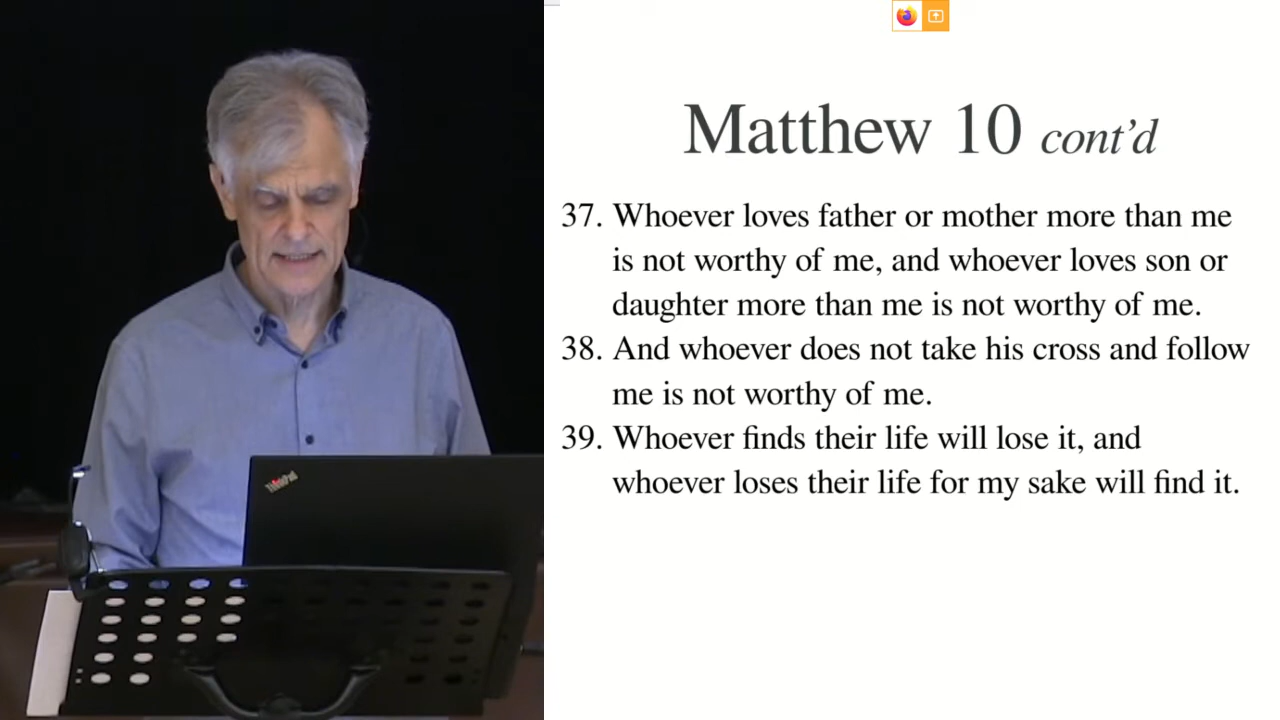 Matthew 10 cont’d
37. Whoever loves father or mother more than me
is not worthy of me, and whoever loves son or
daughter more than me is not worthy of me.
38. And whoever does not take his cross and follow
me is not worthy of me.
39. Whoever finds their life will lose it, and
whoever loses their life for my sake will find it.
ThinkPad